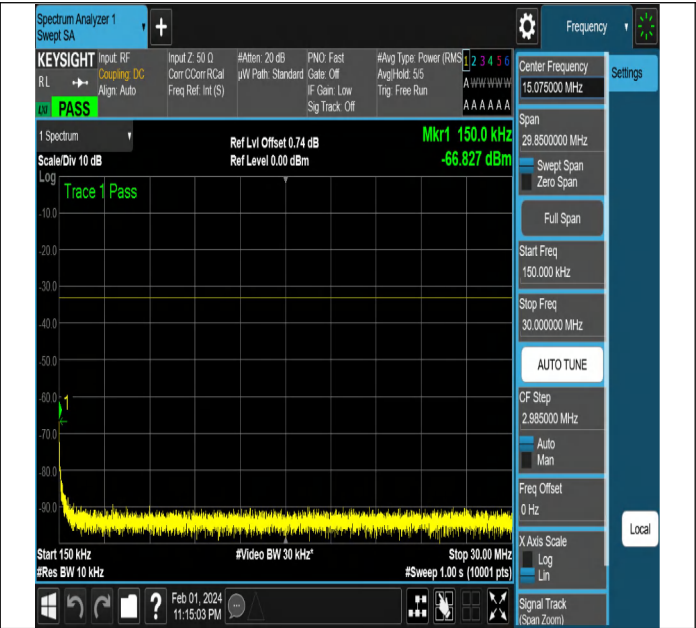 Spectrum Analyzer 1
Swept SA
+
Frequency
KEYSIGHT
Input: RF
Coupling: DC
Align: Auto
RL
LXI
PASS
Input Z: 50 Ω
Corr CCorr RCal
Freq Ref: Int (S)
#Atten: 20 dB
µW Path: Standard
PNO: Fast
Gate: Off
IF Gain: Low
Sig Track: Off
#Avg Type: Power (RMS
Avg|Hold: 5/5
Trig: Free Run
1 2 3 4 5 6
A W W W W W
A A A A A A
Center Frequency
15.075000 MHz
Settings
Span
29.8500000 MHz
Swept Span
Zero Span
Full Span
Start Freq
150.000 kHz
Stop Freq
30.000000 MHz
AUTO TUNE
CF Step
2.985000 MHz
Auto
Man
Freq Offset
0 Hz
X Axis Scale
Log
Lin
Signal Track
(Span Zoom)
Local
1 Spectrum
Scale/Div 10 dB
Ref Lvl Offset 0.74 dB
Ref Level 0.00 dBm
Mkr1 150.0 kHz
-66.827 dBm
Log
Trace 1 Pass
-10.0
-20.0
-30.0
-40.0
-50.0
-60.0
1
-70.0
-80.0
-90.0
Start 150 kHz
#Res BW 10 kHz
#Video BW 30 kHz*
Stop 30.00 MHz
#Sweep 1.00 s (10001 pts)
?
Feb 01, 2024
11:15:03 PM